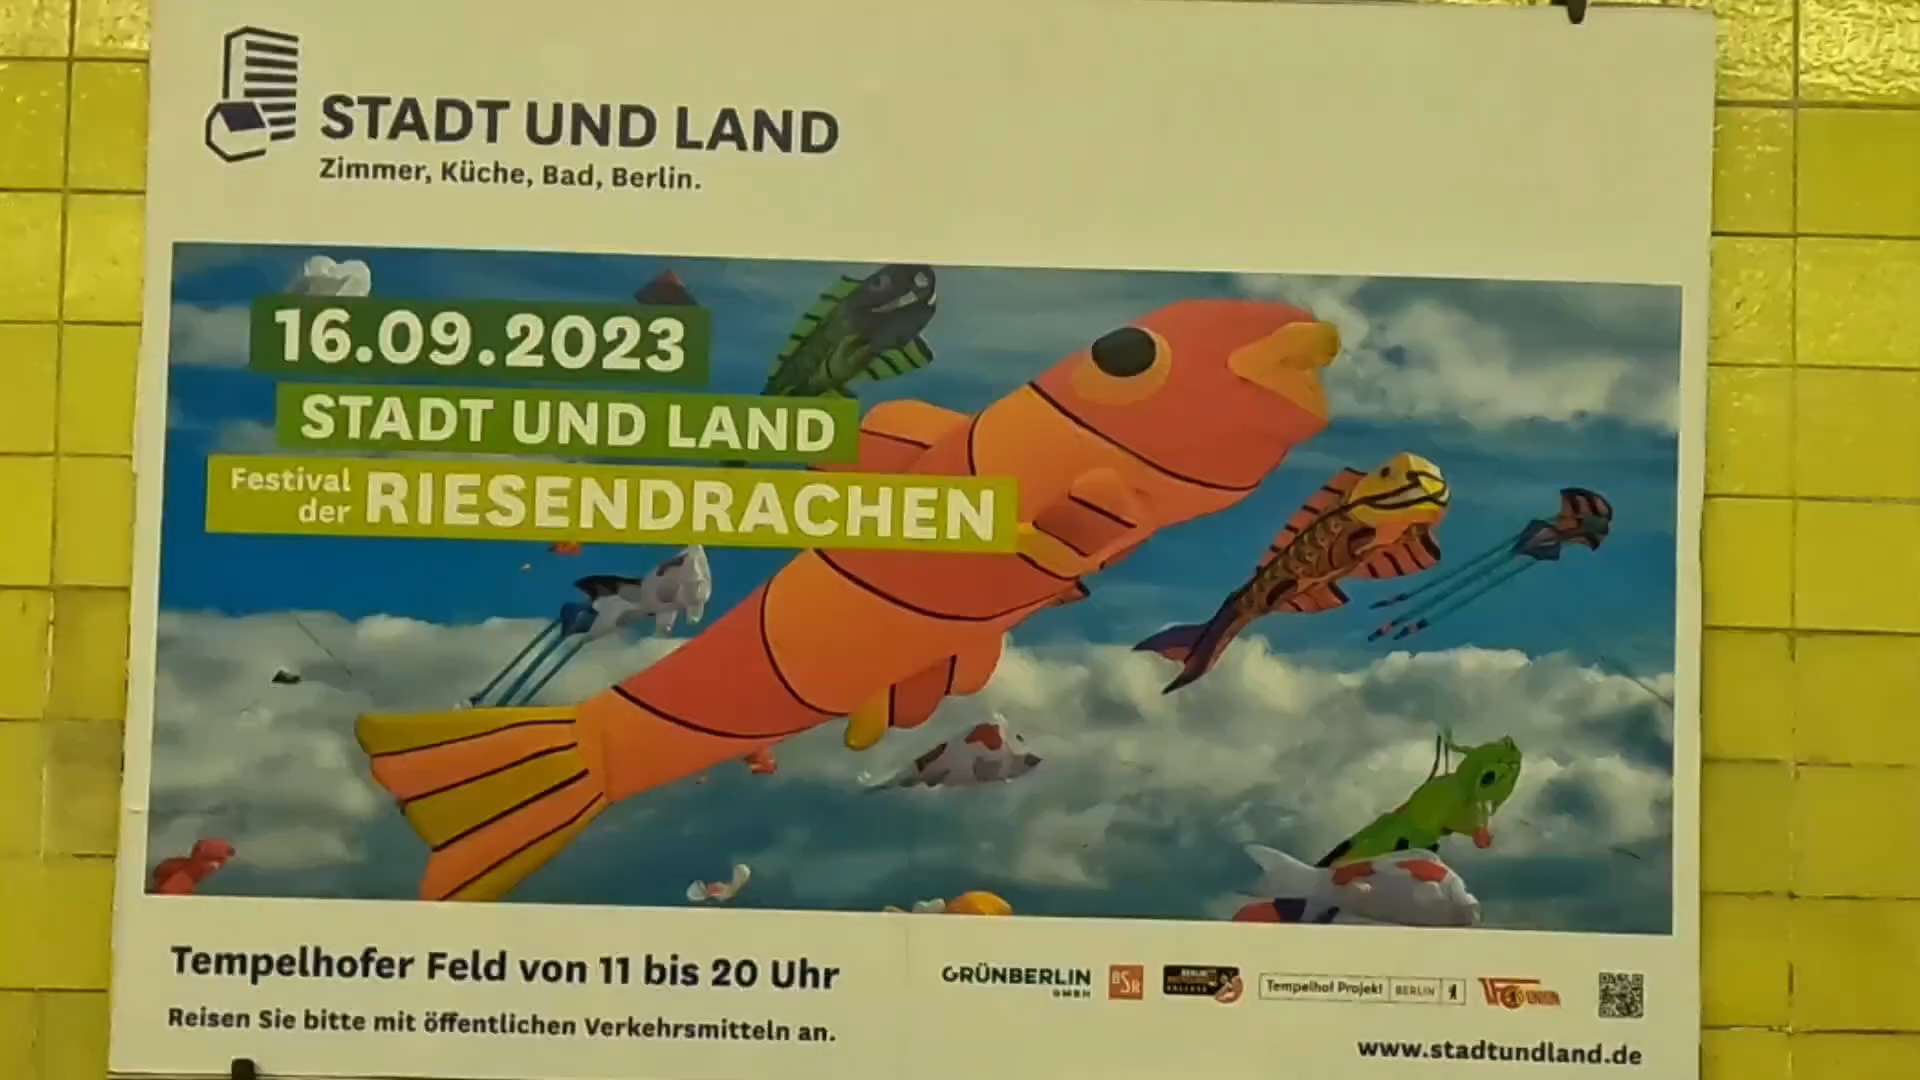 STADT UND LAND
Zimmer, Küche, Bad, Berlin.
16.09.2023
STADT UND LAND
Festival
der RIESENDRACHEN
Tempelhofer Feld von 11 bis 20 Uhr
Reisen Sie bitte mit öffentlichen Verkehrsmitteln an.
GRÜNBERLIN
GMBH
BSR
BERLIN
Tempelhof Projekt BERLIN
UNION
www.stadtundland.de